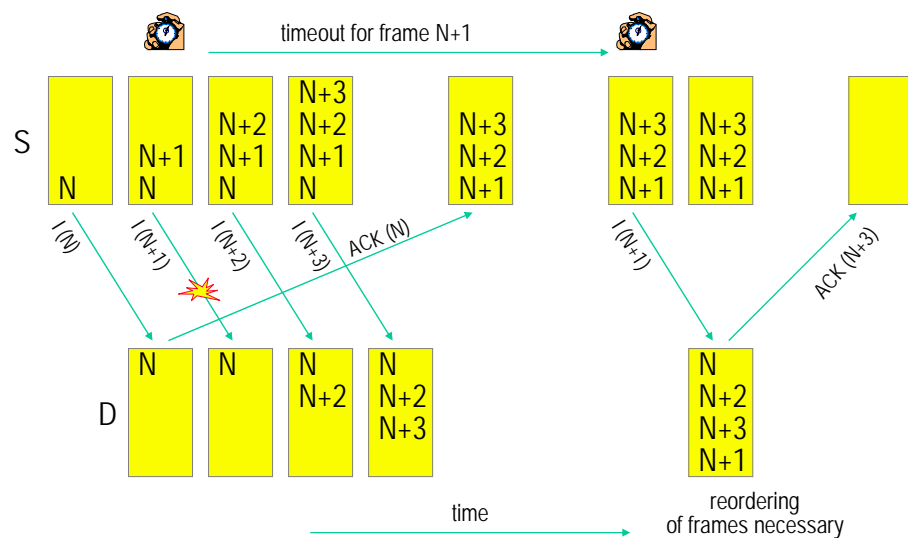 timeout for frame N+1
S
N
N+1
N
N+2
N+1
N
N+3
N+2
N+1
N
N+3
N+2
N+1
N+3
N+2
N+1
N+3
N+2
N+1
I (N)
I (N+1)
I (N+2)
I (N+3)
ACK (N)
I (N+1)
ACK (N+3)
D
N
N
N
N+2
N
N+2
N+3
N
N+2
N+3
N+1
time
reordering
of frames necessary